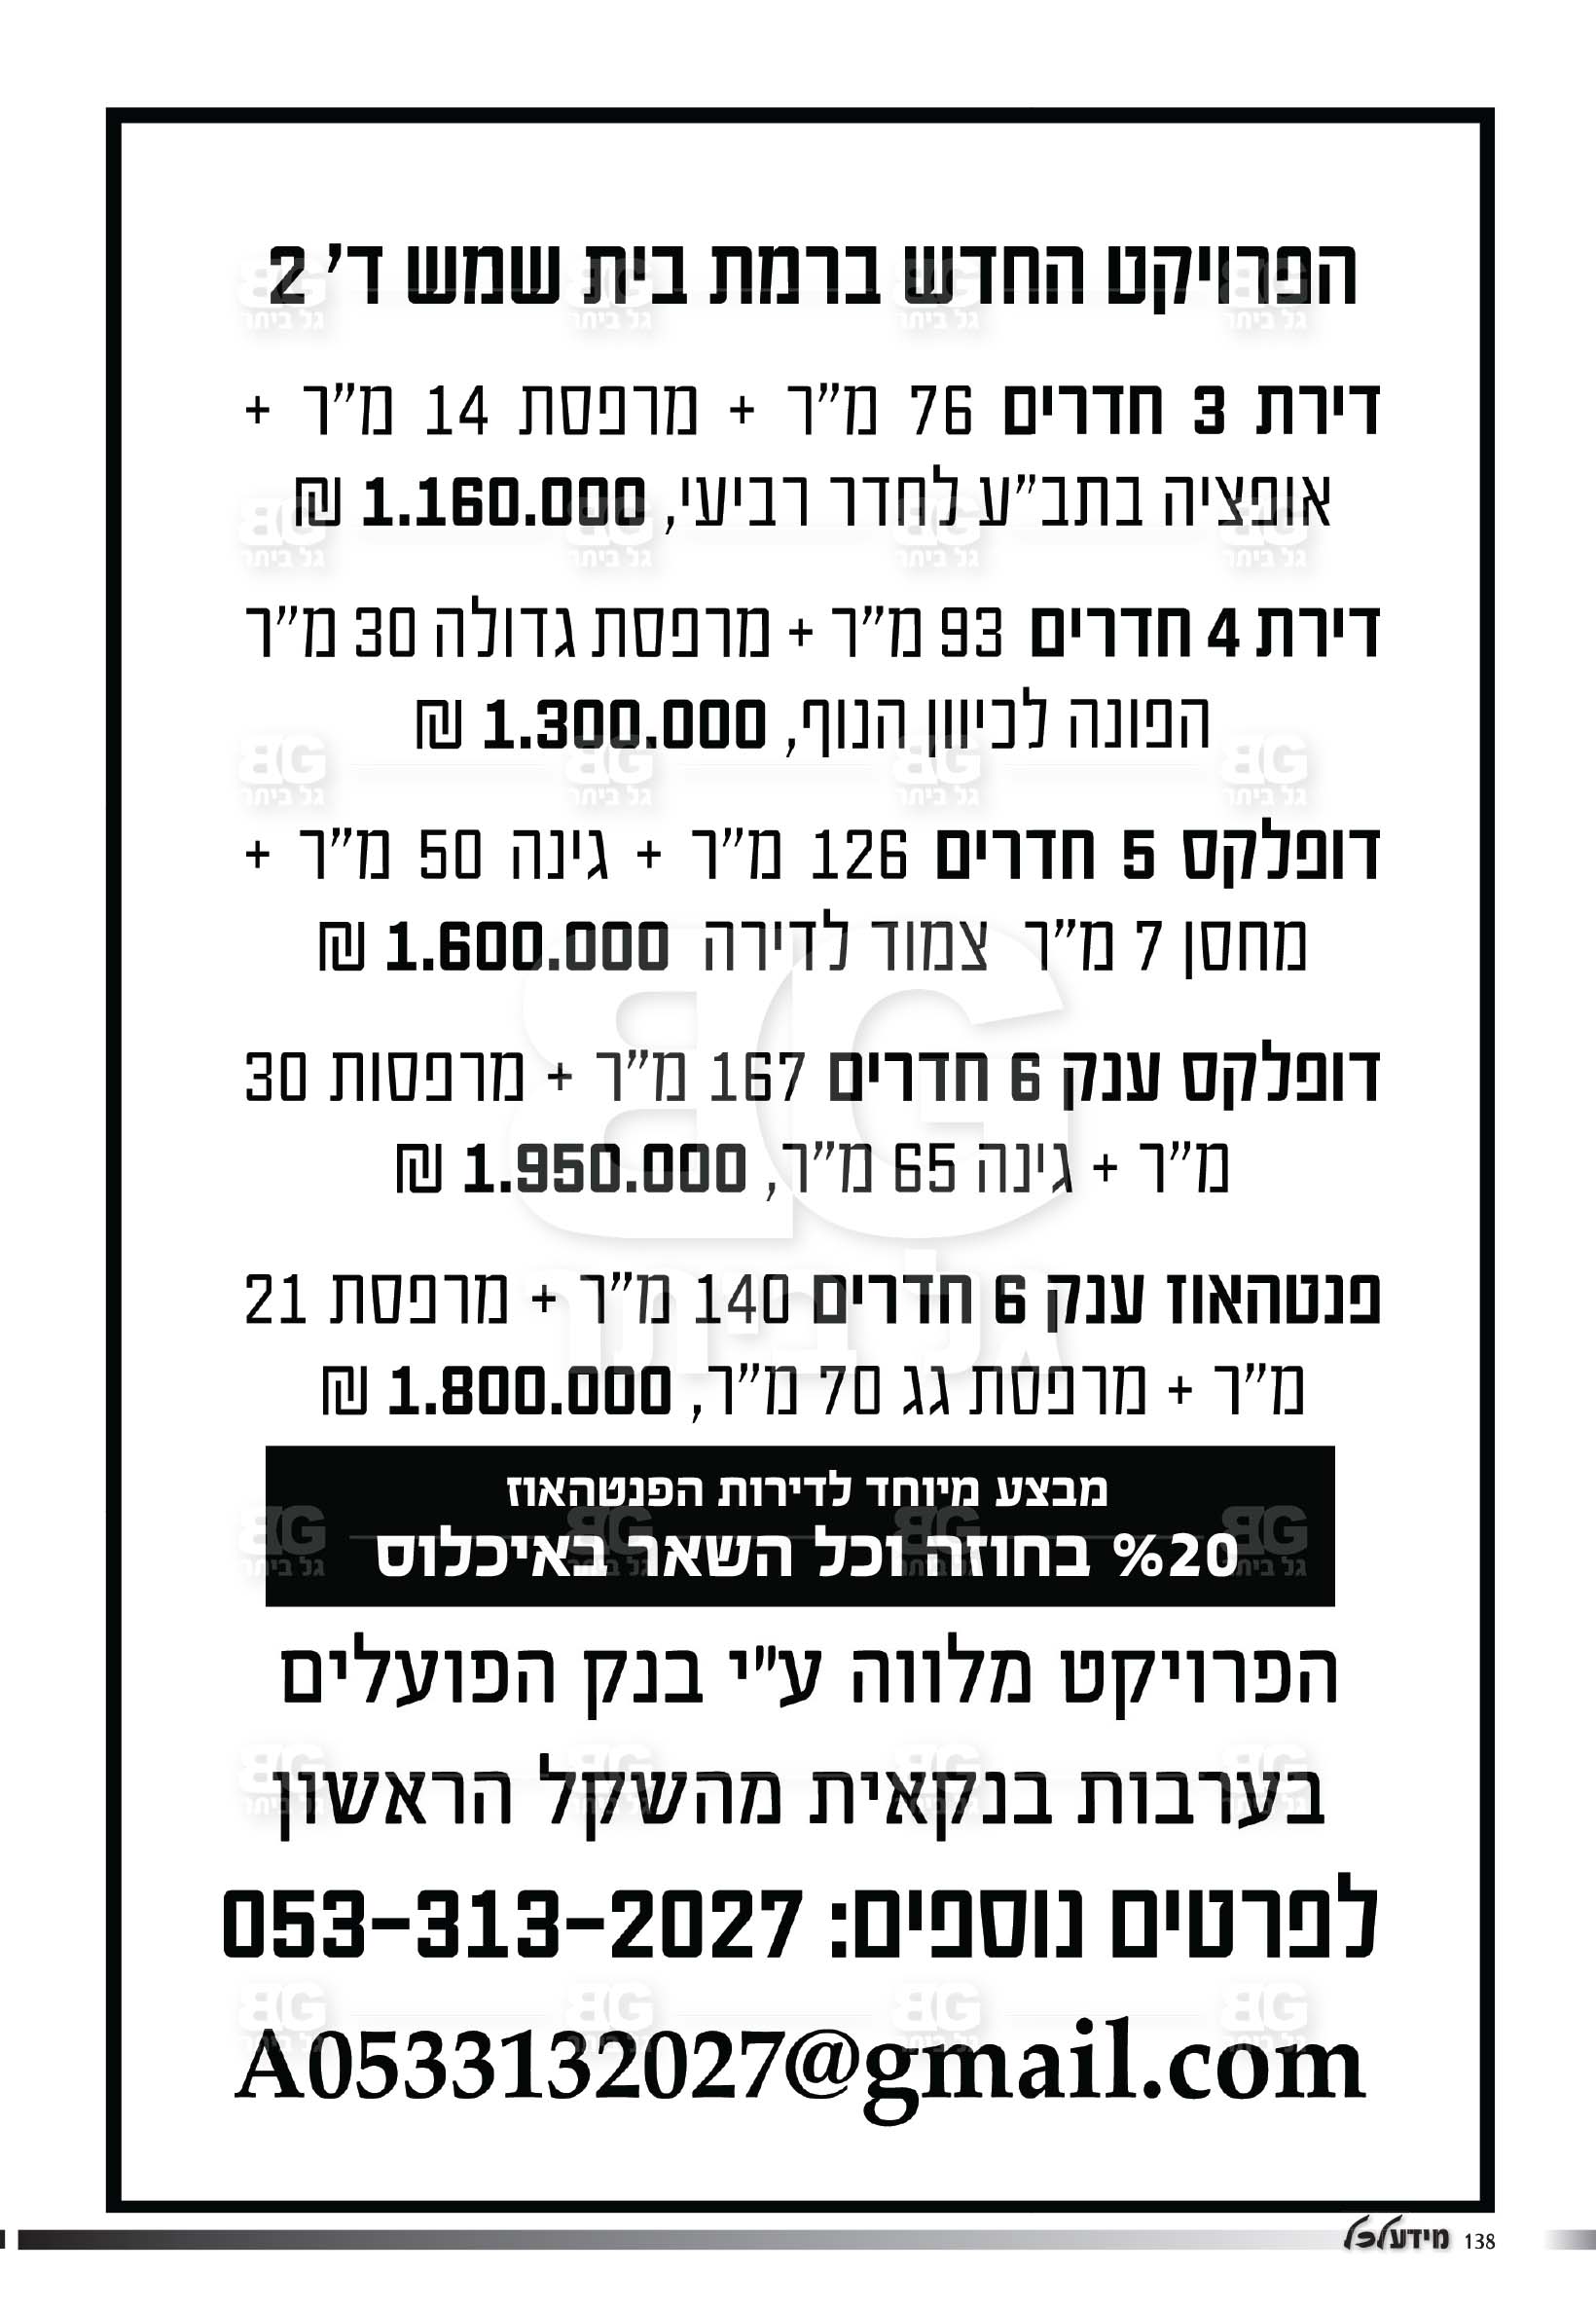 הפרויקט החדש ברמת בית שמש ד' 2
דירת 3 חדרים 76 מ"ר + מרפסת 14 מ"ר +
אופציה בתב"ע לחדר רביעי, 1.160.000 ₪
דירת 4 חדרים 93 מ"ר + מרפסת גדולה 30 מ"ר
הפונה לכיוון הנוף, 1.300.000 ₪
דופלקס 5 חדרים 126 מ"ר + גינה 50 מ"ר +
מחסן 7 מ"ר צמוד לדירה 1.600.000 ₪
דופלקס ענק 6 חדרים 167 מ"ר + מרפסות 30
מ"ר + גינה 65 מ"ר, 1.950.000 ₪
פנטהאוז ענק 6 חדרים 140 מ"ר + מרפסת 21
מ"ר + מרפסת גג 70 מ"ר, 1.800.000 ₪
מבצע מיוחד לדירות הפנטהאוז
%20 בחוזה וכל השאר באיכלוס
הפרויקט מלווה ע"י בנק הפועלים
בערבות בנקאית מהשקל הראשון
לפרטים נוספים: 053-313-2027
A0533132027@gmail.com
138 מידע לכל
BG
גל ביתר